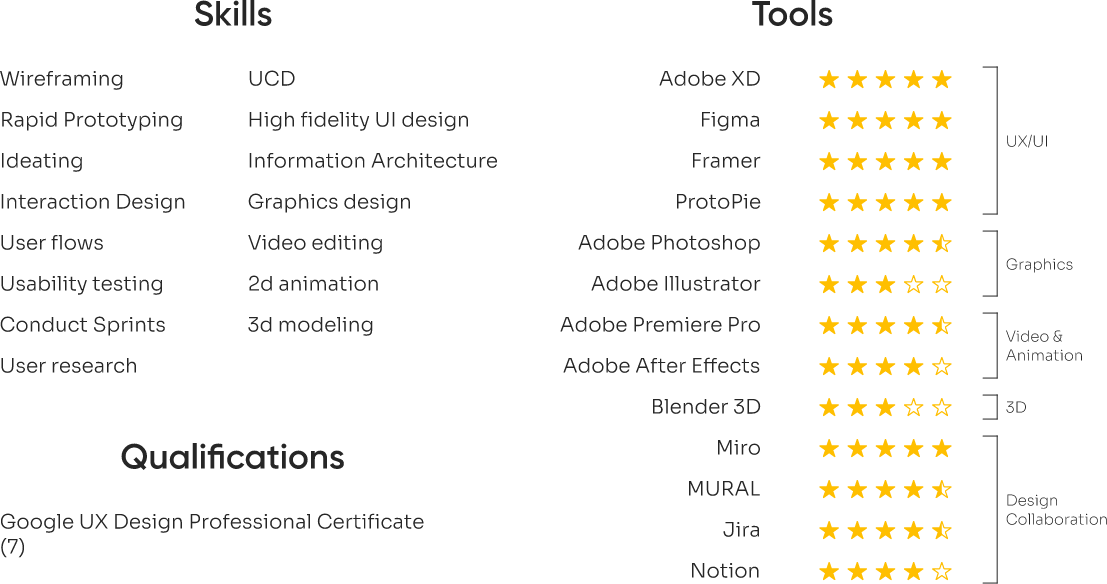 Skills
Wireframing
UCD
Rapid Prototyping
High fidelity UI design
Ideating
Information Architecture
Interaction Design
Graphics design
User flows
Video editing
Usability testing
2d animation
Conduct Sprints
3d modeling
User research
Qualifications
Google UX Design Professional Certificate
(7)
Tools
Adobe XD
Figma
Framer
ProtoPie
UX/UI
Adobe Photoshop
Adobe Illustrator
Graphics
Adobe Premiere Pro
Adobe After Effects
Video &
Animation
Blender 3D
3D
Miro
MURAL
Jira
Notion
Design
Collaboration